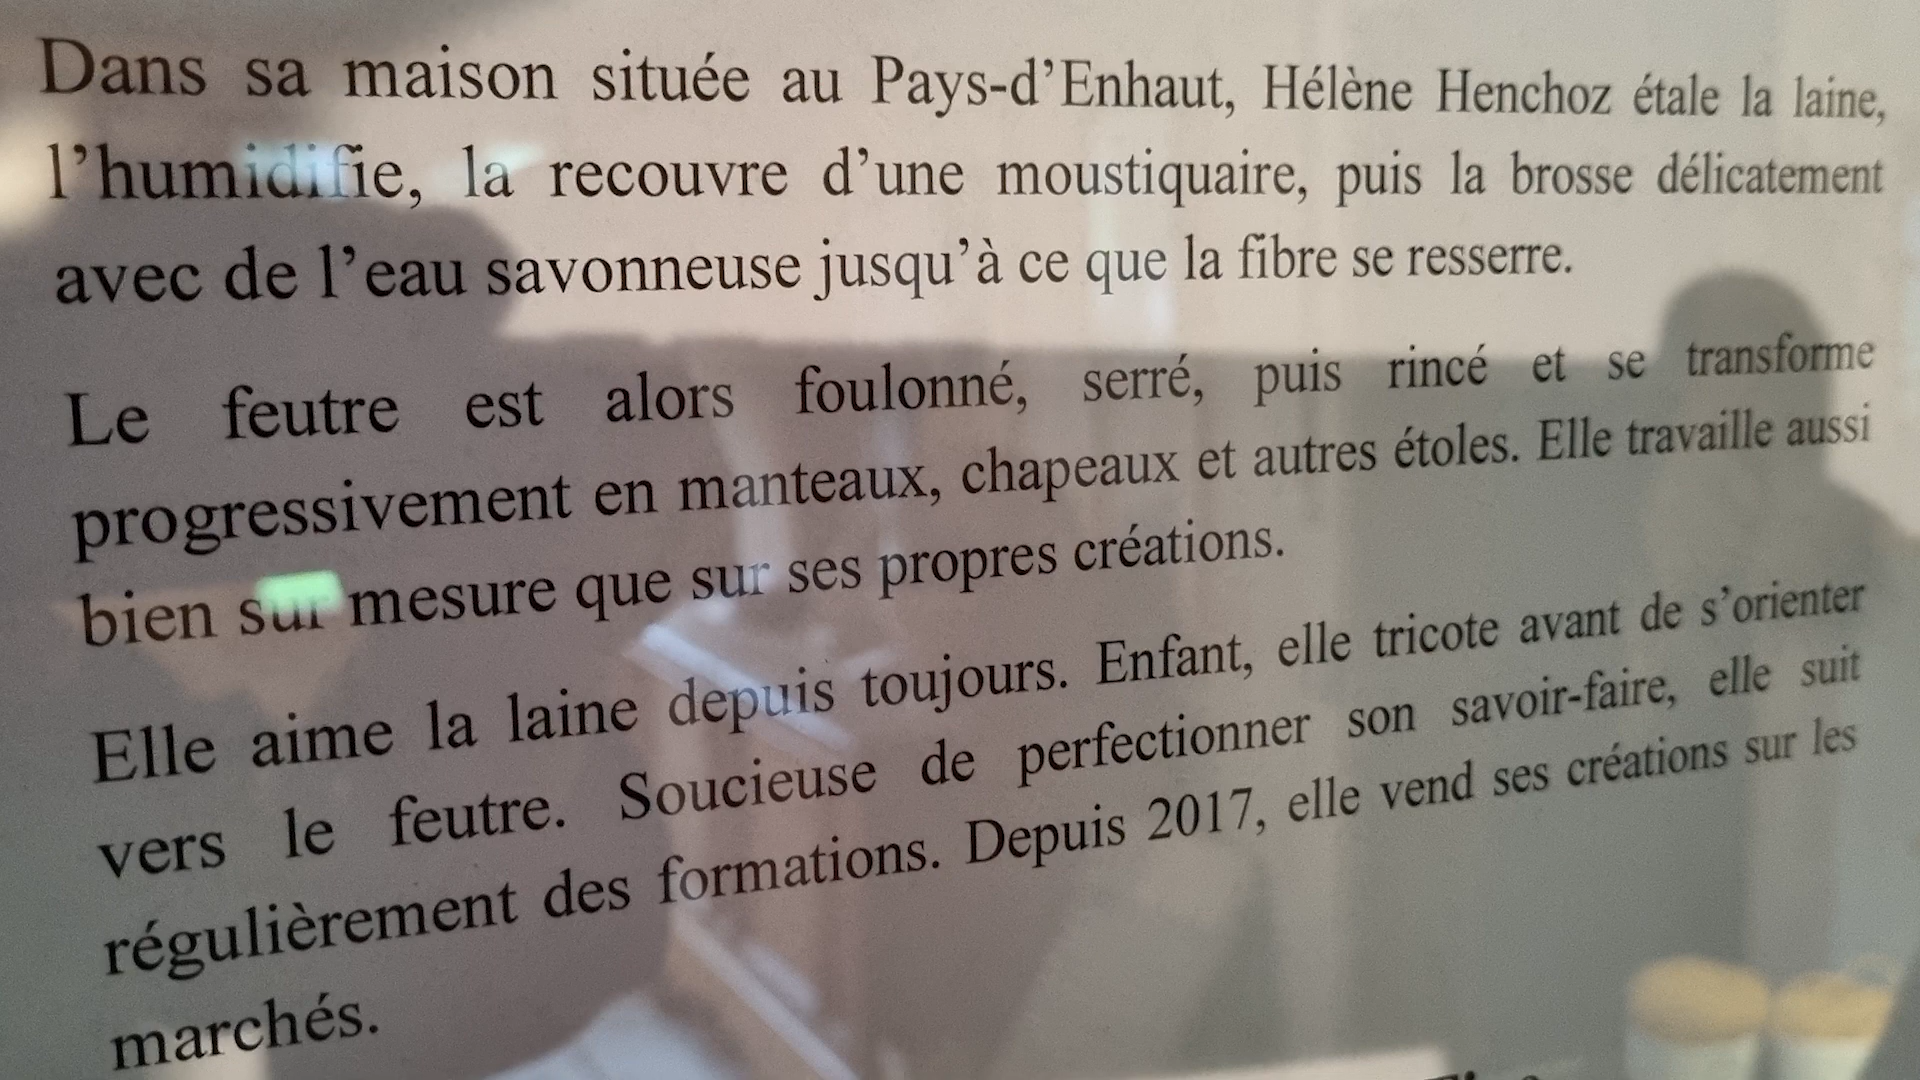 Dans sa maison située au Pays-d’Enhaut, Hélène Henchoz étale la laine,
l’humidifie, la recouvre d’une moustiquaire, puis la brosse délicatement
avec de l’eau savonneuse jusqu’à ce que la fibre se resserre.
Le feutre est alors foulonné, serré, puis rincé et se transforme
progressivement en manteaux, chapeaux et autres étoles. Elle travaille aussi
bien sur mesure que sur ses propres créations.
Elle aime la laine depuis toujours. Enfant, elle tricote avant de s’orienter
vers le feutre. Soucieuse de perfectionner son savoir-faire, elle suit
régulièrement des formations. Depuis 2017, elle vend ses créations sur les
marchés.